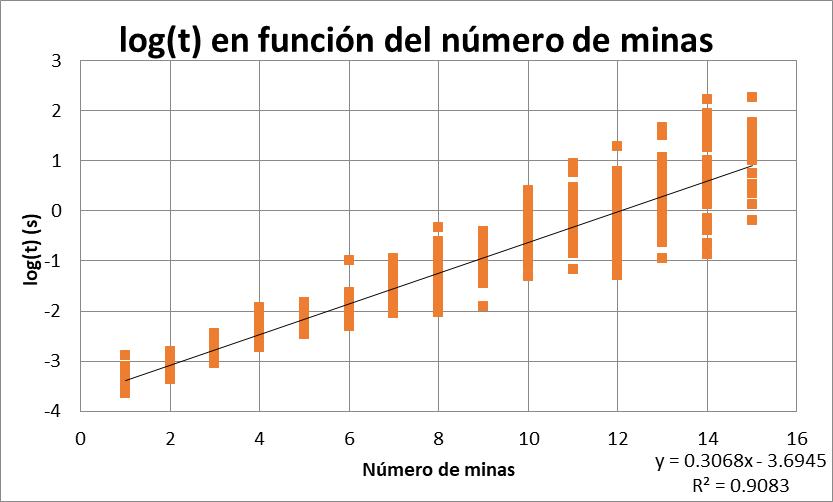 log(t) en función del número de minas
3
2
1
0
-1
-2
-3
-4
log(t) (s)
0 2 4 6 8 10 12 14 16
Número de minas
y = 0.3068x - 3.6945
R² = 0.9083